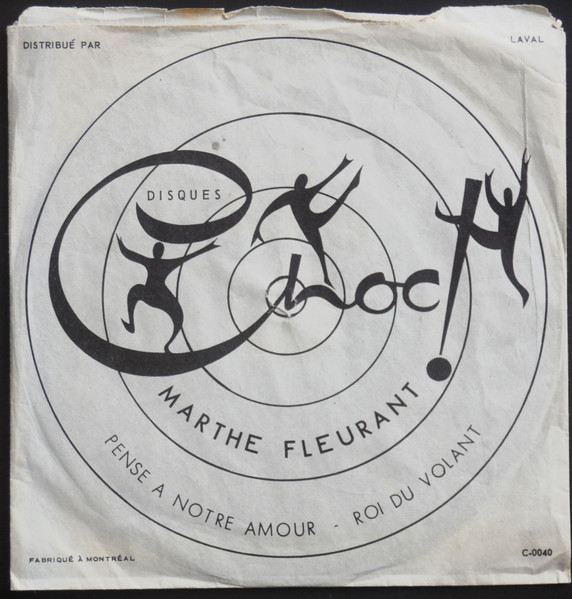 DISTRIBUÉ PAR
LAVAL
DISQUES
Choc!
MARTHE FLEURANT
PENSE A NOTRE AMOUR - ROI DU VOLANT
FABRIQUÉ À MONTRÉAL
C-0040